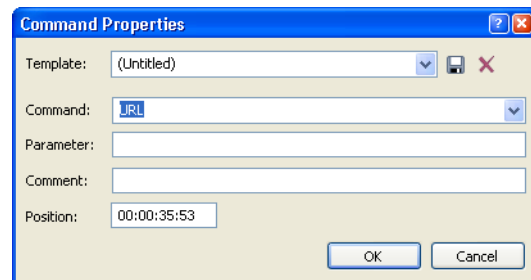 Command Properties
Template: (Untitled)
Command: URL
Parameter:
Comment:
Position: 00:00:35:53
OK Cancel